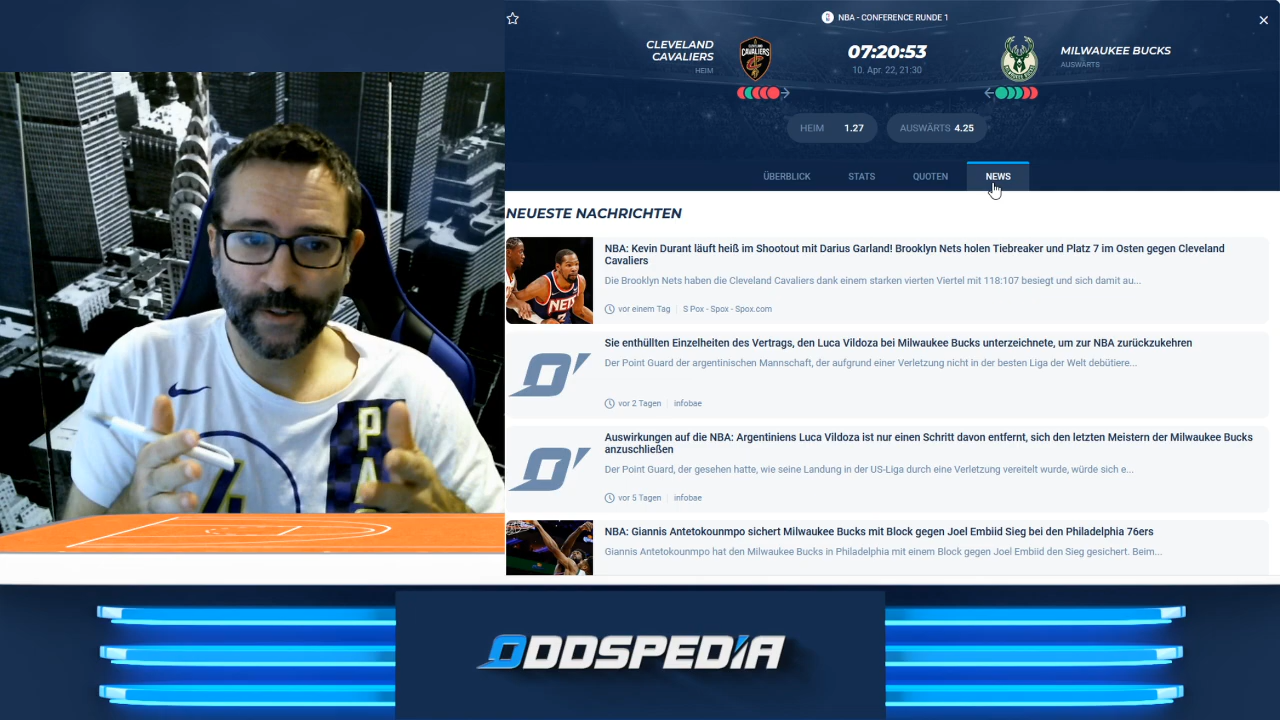 NBA - CONFERENCE RUNDE 1
CLEVELAND
CAVALIERS
HEIM
CAVALIERS
07:20:53
10. Apr. 22, 21:30
MILWAUKEE BUCKS
AUSWÄRTS
HEIM 1.27
AUSWÄRTS 4.25
ÜBERBLICK
STATS
QUOTEN
NEWS
NEUESTE NACHRICHTEN
NBA: Kevin Durant läuft heiß im Shootout mit Darius Garland! Brooklyn Nets holen Tiebreaker und Platz 7 im Osten gegen Cleveland
Cavaliers
Die Brooklyn Nets haben die Cleveland Cavaliers dank einem starken vierten Viertel mit 118:107 besiegt und sich damit au...
vor einem Tag
S Pox - Spox - Spox.com
NETS
7
Sie enthüllten Einzelheiten des Vertrags, den Luca Vildoza bei Milwaukee Bucks unterzeichnete, um zur NBA zurückzukehren
Der Point Guard der argentinischen Mannschaft, der aufgrund einer Verletzung nicht in der besten Liga der Welt debütiere...
vor 2 Tagen
infobae
Auswirkungen auf die NBA: Argentiniens Luca Vildoza ist nur einen Schritt davon entfernt, sich den letzten Meistern der Milwaukee Bucks
anzuschließen
Der Point Guard, der gesehen hatte, wie seine Landung in der US-Liga durch eine Verletzung vereitelt wurde, würde sich e...
vor 5 Tagen
infobae
NBA: Giannis Antetokounmpo sichert Milwaukee Bucks mit Block gegen Joel Embiid Sieg bei den Philadelphia 76ers
Giannis Antetokounmpo hat den Milwaukee Bucks in Philadelphia mit einem Block gegen Joel Embiid den Sieg gesichert. Beim...
PA
ODDSPEDIA